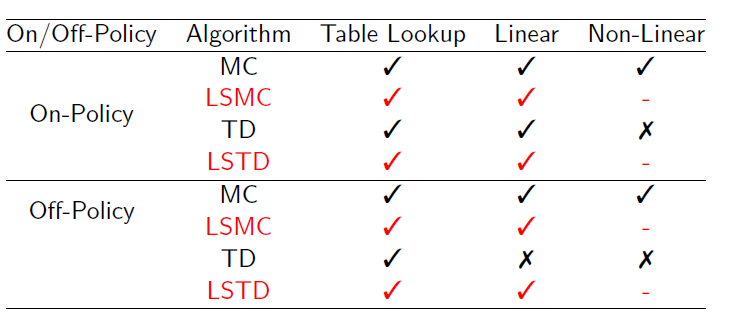 On/Off-Policy Algorithm Table Lookup Linear Non-Linear
MC ✓ ✓ ✓
LSMC ✓ ✓ -
On-Policy
TD ✓ ✓ ✗
LSTD ✓ ✓ -
MC ✓ ✓ ✓
Off-Policy
LSMC ✓ ✓ -
TD ✓ ✗ ✗
LSTD ✓ ✓ -